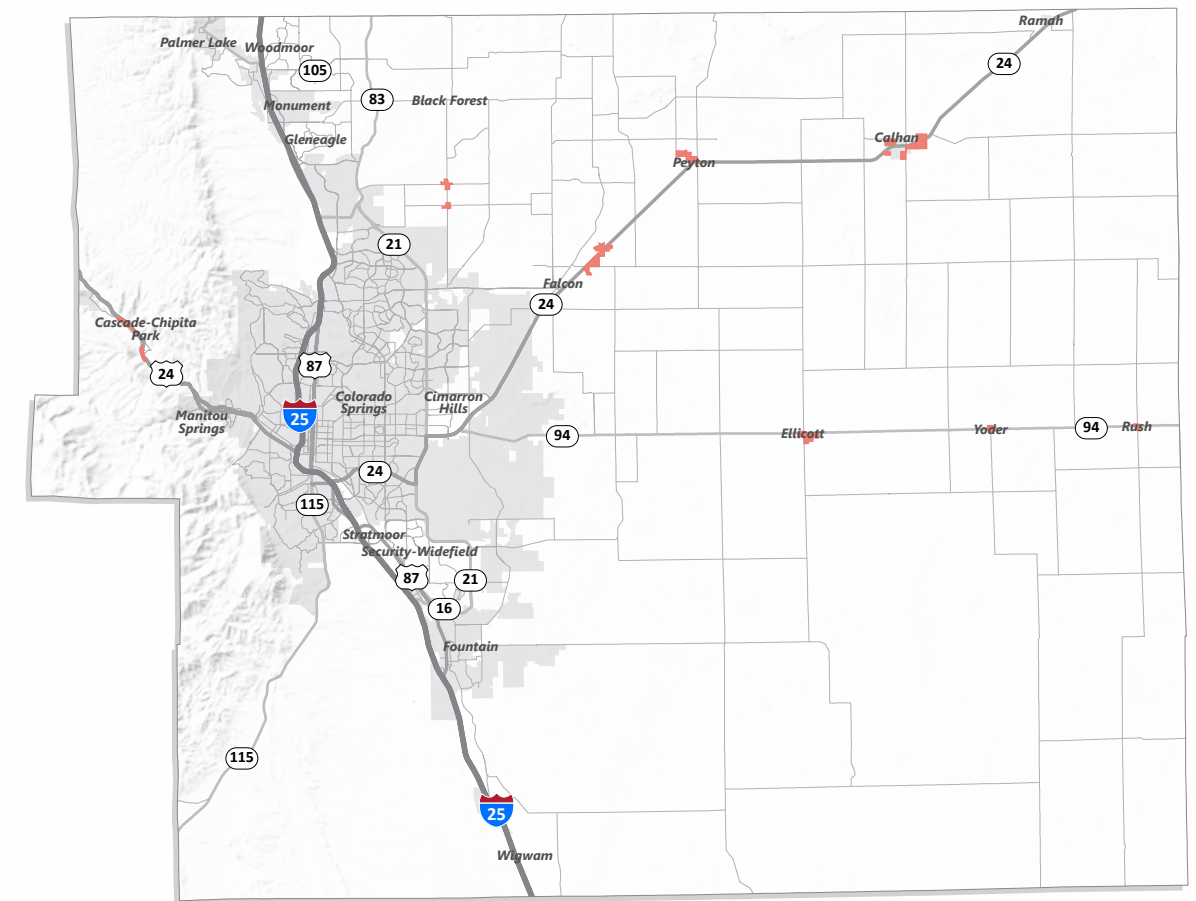 Ramah
Palmer Lake
Woodmoor
24
105
83
Black Forest
Monument
Calhan
Gleneagle
Peyton
21
Falcon
24
Cascade-Chipita
Park
87
24
Colorado
Springs
Cimarron
Hills
25
Manitou
Springs
94
Ellicott
Yoder
94
Rush
24
115
Stratmoor
Security-Widefield
87
21
16
Fountain
115
25
Wigwam